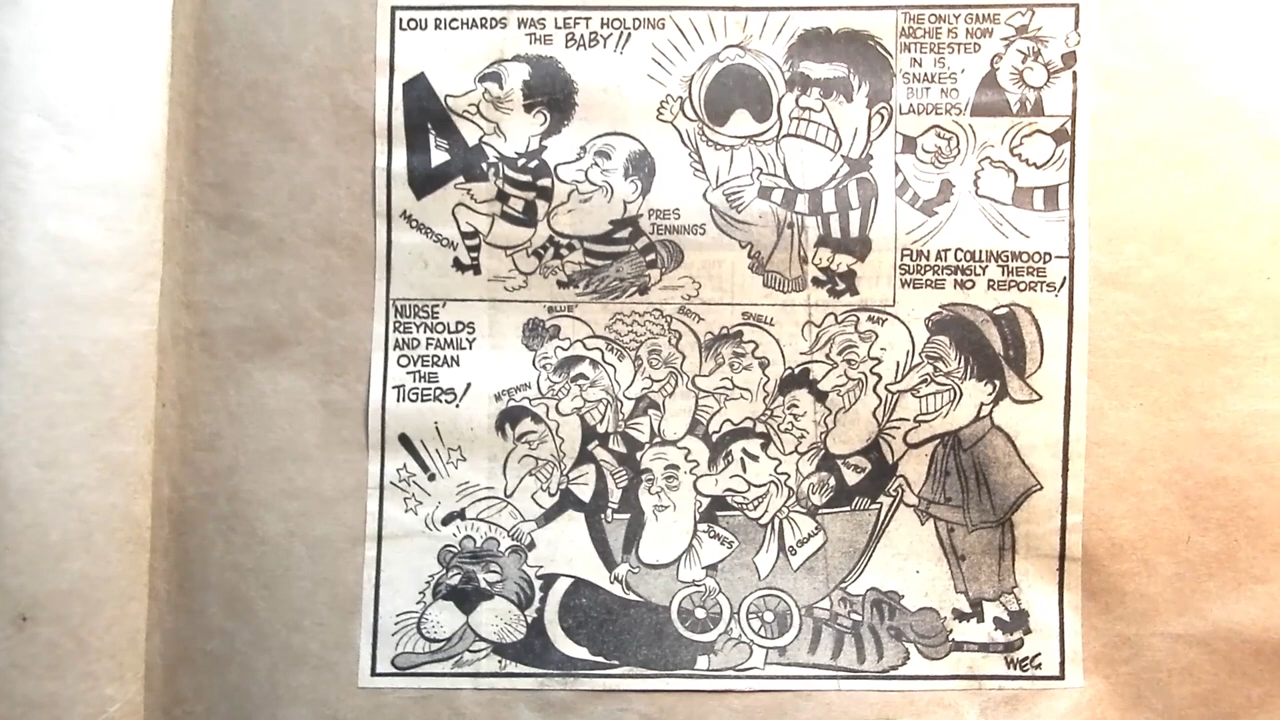 LOU RICHARDS WAS LEFT HOLDING
THE BABY!!
4
MORRISON
PRES
JENNINGS
THE ONLY GAME
ARCHIE IS NOW
INTERESTED
IN IS,
'SNAKES'
BUT NO
LADDERS!
FUN AT COLLINGWOOD—
SURPRISINGLY THERE
WERE NO REPORTS!
'NURSE'
REYNOLDS
AND FAMILY
OVERAN
THE
TIGERS!
McEWIN
'BLUE'
TATE
BRIT
SNELL
MAY
JONES
8 GOALS
WEG